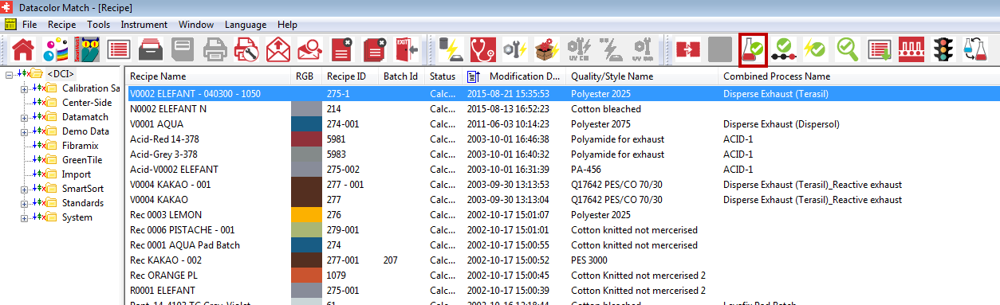 Datacolor Match - [Recipe]
File Recipe Tools Instrument Window Language Help
EXIT
UV
UV
<DCI>
Calibration Sa
Center-Side
Datamatch
Demo Data
Fibramix
GreenTile
Import
SmartSort
Standards
System
Recipe Name RGB Recipe ID Batch Id Status Modification D... Quality/Style Name Combined Process Name
V0002 ELEFANT - 040300 - 1050 275-1 Calc... 2015-08-21 15:35:53 Polyester 2025 Disperse Exhaust (Terasil)
N0002 ELEFANT N 214 Calc... 2015-08-13 16:52:23 Cotton bleached
V0001 AQUA 274-001 Calc... 2011-06-03 10:14:23 Polyester 2075 Disperse Exhaust (Dispersol)
Acid-Red 14-378 5981 Calc... 2003-10-01 16:46:38 Polyamide for exhaust ACID-1
Acid-Grey 3-378 5983 Calc... 2003-10-01 16:40:32 Polyamide for exhaust ACID-1
Acid-V0002 ELEFANT 275-002 Calc... 2003-10-01 16:31:39 PA-456 ACID-1
V0004 KAKAO - 001 277 - 001 Calc... 2003-09-30 13:13:53 Q17642 PES/CO 70/30 Disperse Exhaust (Terasil)_Reactive exhaust
V0004 KAKAO 277 Calc... 2003-09-30 13:13:04 Q17642 PES/CO 70/30 Disperse Exhaust (Terasil)_Reactive exhaust
Rec 0003 LEMON 276 Calc... 2002-10-17 15:01:07 Polyester 2025
Rec 0006 PISTACHE - 001 279-001 Calc... 2002-10-17 15:01:01 Cotton knitted not mercerised
Rec 0001 AQUA Pad Batch 274 Calc... 2002-10-17 15:00:55 Cotton knitted not mercerised
Rec KAKAO - 002 277-001 207 Calc... 2002-10-17 15:00:52 PES 3000
Rec ORANGE PL 1079 Calc... 2002-10-17 15:00:45 Cotton Knitted not mercerised 2
R0001 ELEFANT 275-001 Calc... 2002-10-17 15:00:39 Cotton Knitted not mercerised 2
61 Calc... 2002-10-16 12:18:44 Cotton bleached Levafix Pad Batch